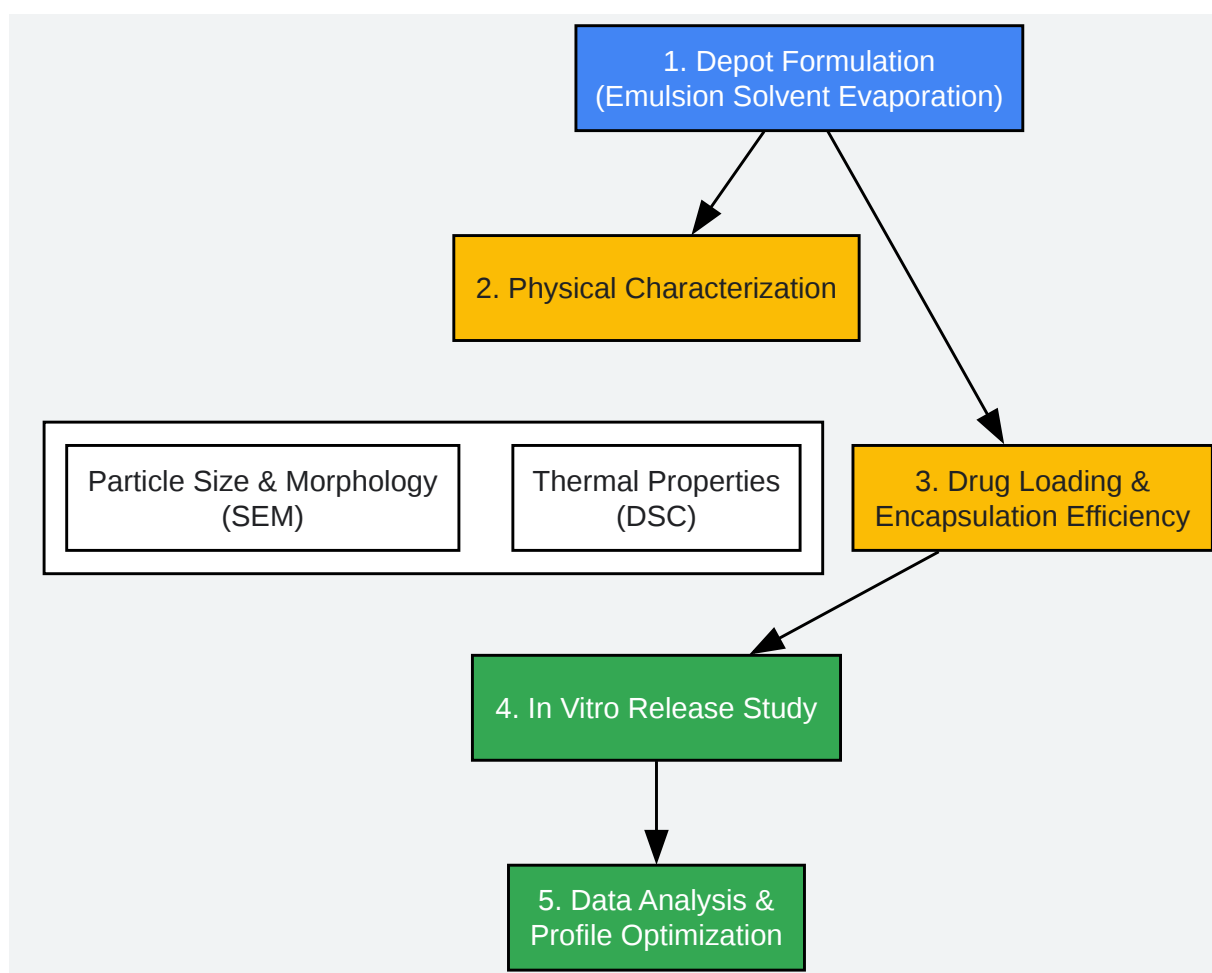 1. Depot Formulation
(Emulsion Solvent Evaporation)
2. Physical Characterization
Particle Size & Morphology
(SEM)
Thermal Properties
(DSC)
3. Drug Loading &
Encapsulation Efficiency
4. In Vitro Release Study
5. Data Analysis &
Profile Optimization